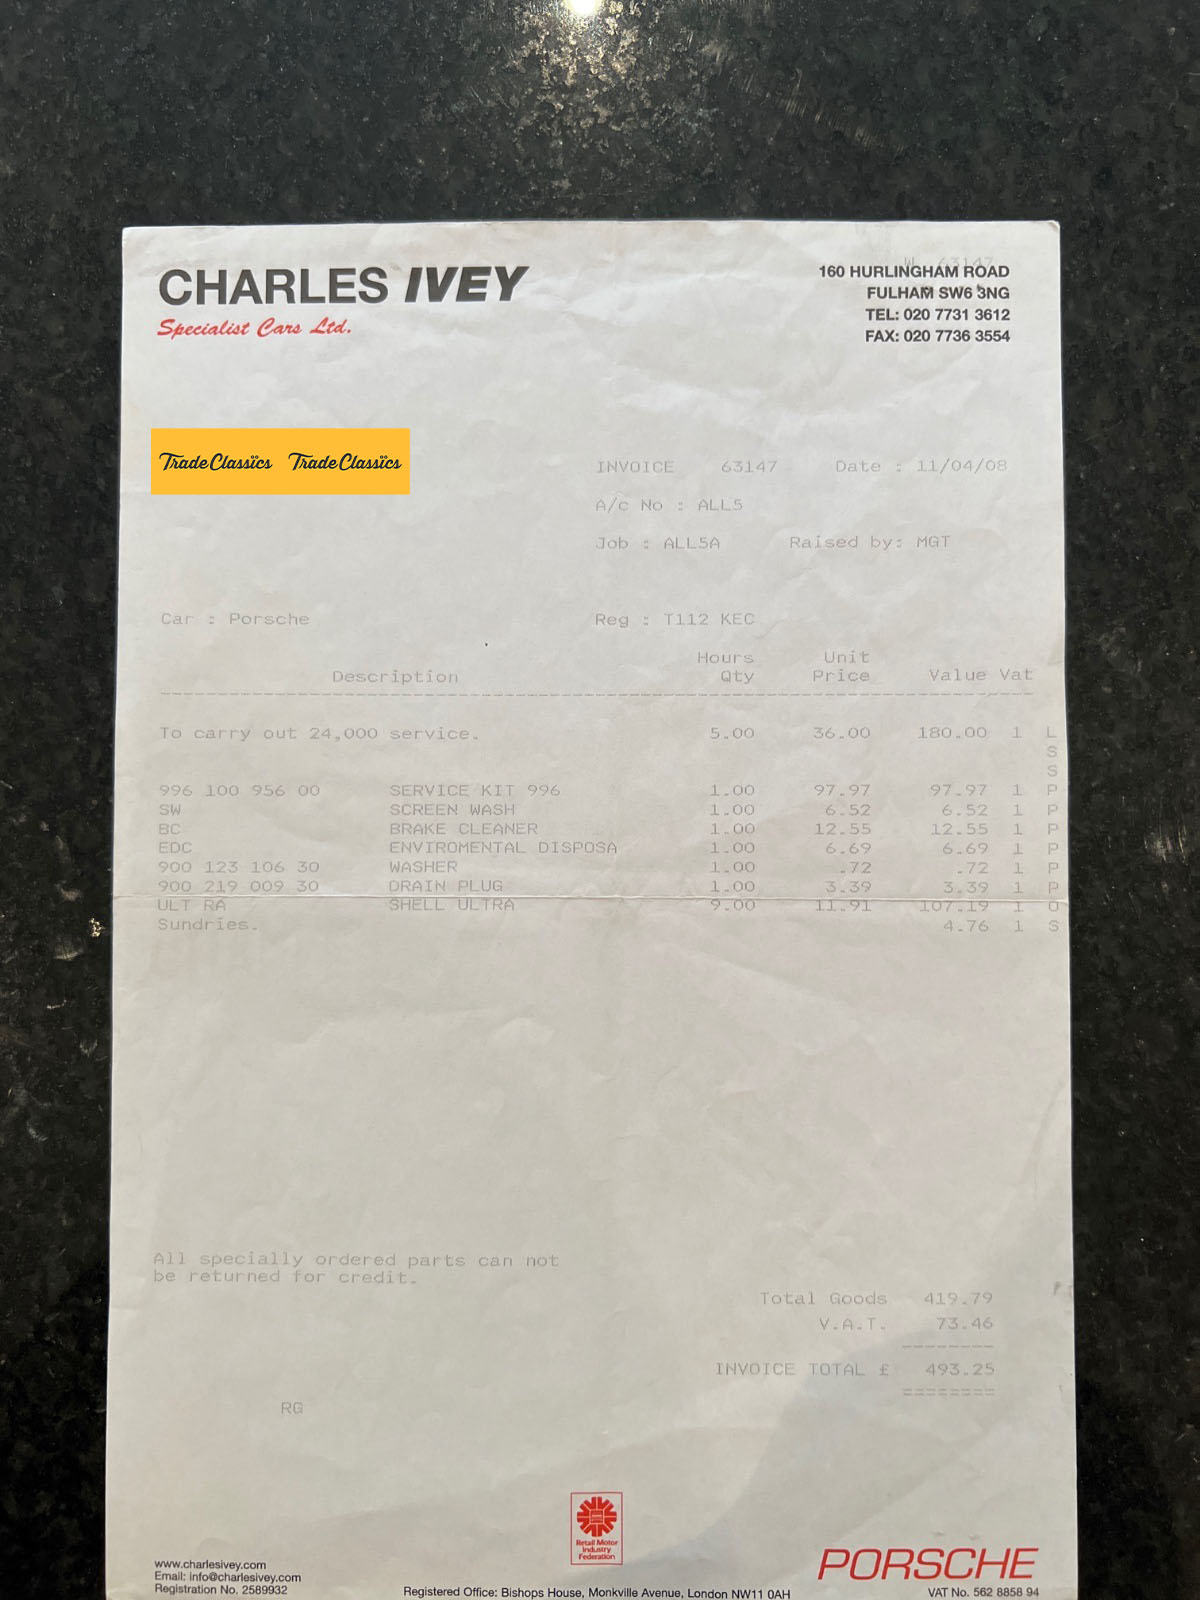 W 63147
CHARLES IVEY
Specialist Cars Ltd.
160 HURLINGHAM ROAD
FULHAM SW6 3NG
TEL: 020 7731 3612
FAX: 020 7736 3554
TradeClassics TradeClassics
INVOICE 63147 Date : 11/04/08
A/c No : ALL5
Job : ALL5A Raised by: MGT
Car : Porsche Reg : T112 KEC
Hours Unit
Description Qty Price Value Vat
To carry out 24,000 service. 5.00 36.00 180.00 1 L
S
S
996 100 956 00 SERVICE KIT 996 1.00 97.97 97.97 1 P
SW SCREEN WASH 1.00 6.52 6.52 1 P
BC BRAKE CLEANER 1.00 12.55 12.55 1 P
EDC ENVIROMENTAL DISPOSA 1.00 6.69 6.69 1 P
900 123 106 30 WASHER 1.00 .72 .72 1 P
900 219 009 30 DRAIN PLUG 1.00 3.39 3.39 1 P
ULT RA SHELL ULTRA 9.00 11.91 107.19 1 O
Sundries. 4.76 1 S
All specially ordered parts can not
be returned for credit.
Total Goods 419.79
V.A.T. 73.46
INVOICE TOTAL £ 493.25
RG
Retail Motor
Industry
Federation
www.charlesivey.com
Email: info@charlesivey.com
Registration No. 2589932
Registered Office: Bishops House, Monkville Avenue, London NW11 0AH
PORSCHE
VAT No. 562 8858 94